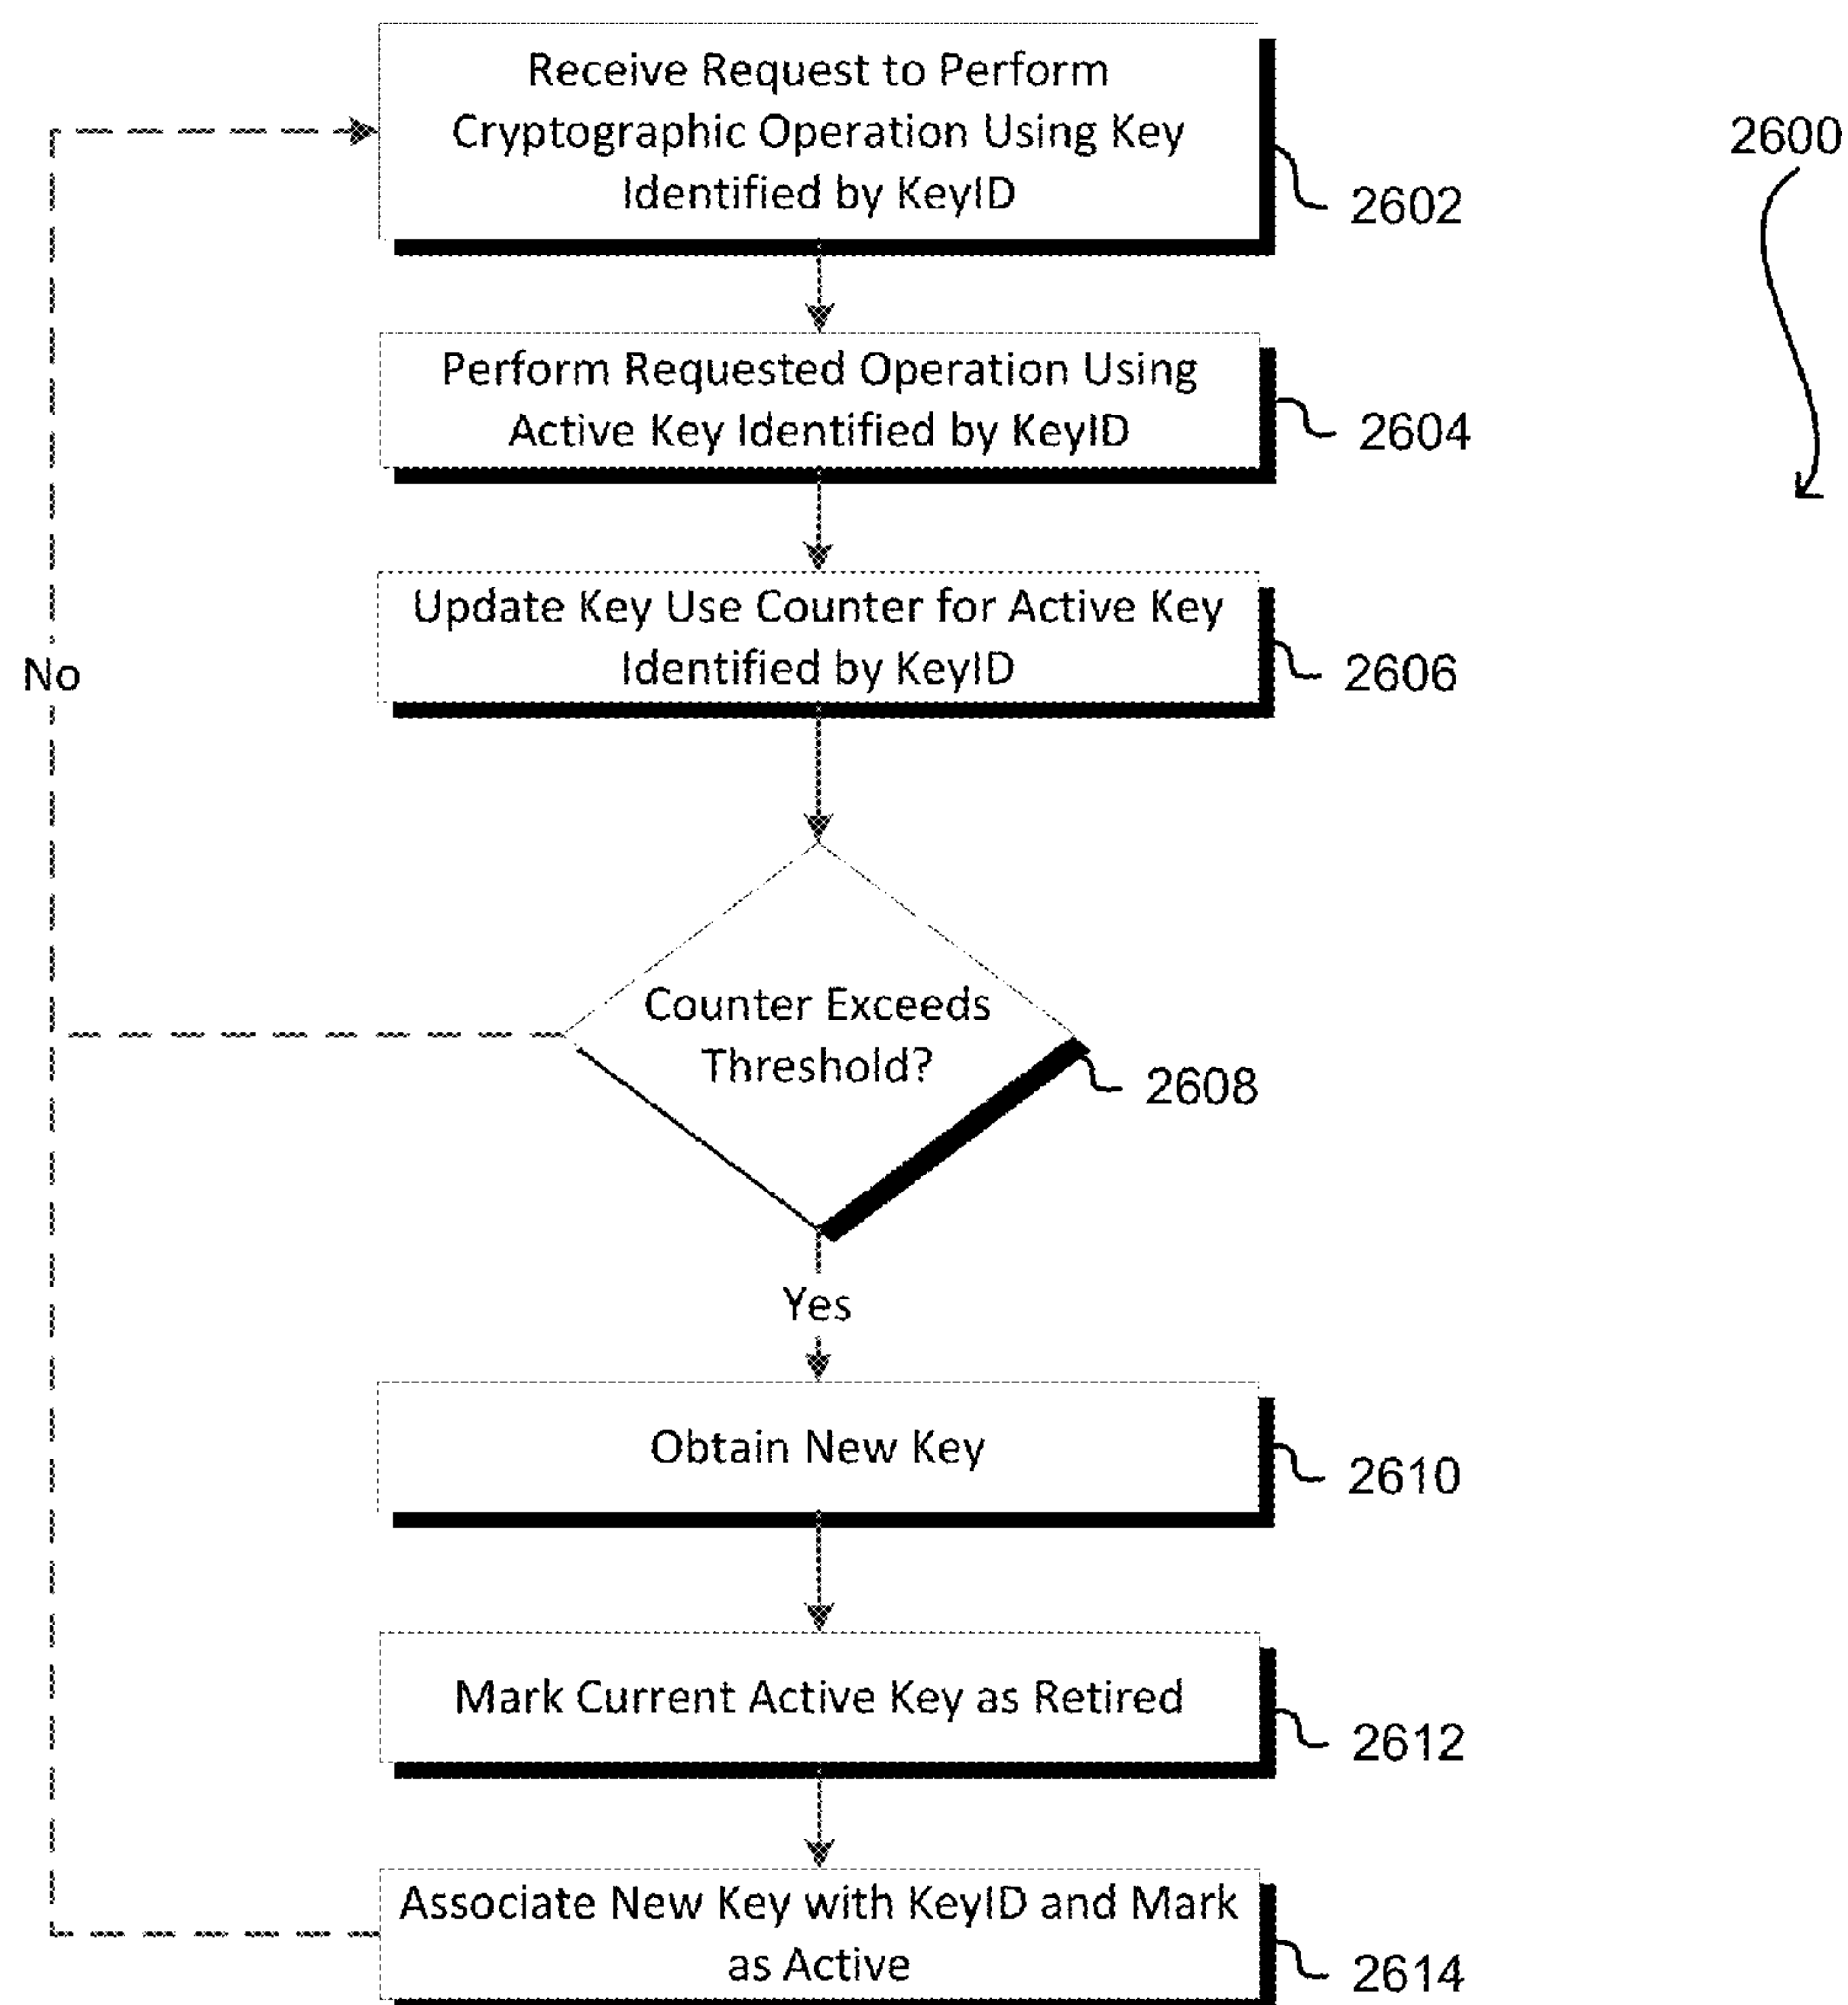 Receive Request to Perform
Cryptographic Operation Using Key
Identified by KeyID
2602
2600
Perform Requested Operation Using
Active Key Identified by KeyID
2604
Update Key Use Counter for Active Key
Identified by KeyID
2606
No
Counter Exceeds
Threshold?
2608
Yes
Obtain New Key
2610
Mark Current Active Key as Retired
2612
Associate New Key with KeyID and Mark
as Active
2614